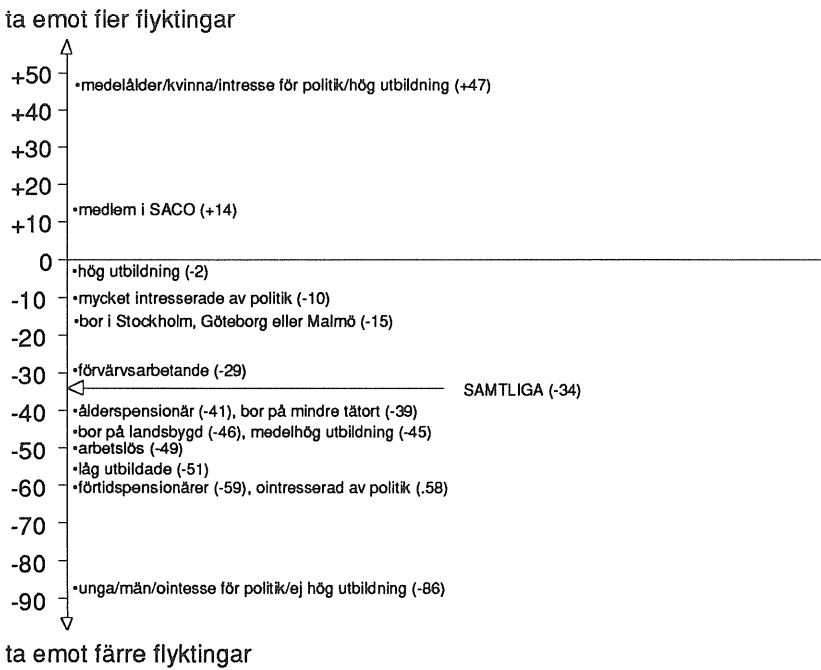 ta emot fler flyktingar
+50
•medelålder/kvinna/intresse för politik/hög utbildning (+47)
+40
+30
+20
•medlem i SACO (+14)
+10
0
•hög utbildning (-2)
-10
•mycket intresserade av politik (-10)
•bor i Stockholm, Göteborg eller Malmö (-15)
-20
•förvärvsarbetande (-29)
-30
SAMTLIGA (-34)
-40
•ålderspensionär (-41), bor på mindre tätort (-39)
•bor på landsbygd (-46), medelhög utbildning (-45)
-50
•arbetslös (-49)
•låg utbildade (-51)
-60
•förtidspensionärer (-59), ointresserad av politik (.58)
-70
-80
•unga/män/ointesse för politik/ej hög utbildning (-86)
-90
ta emot färre flyktingar